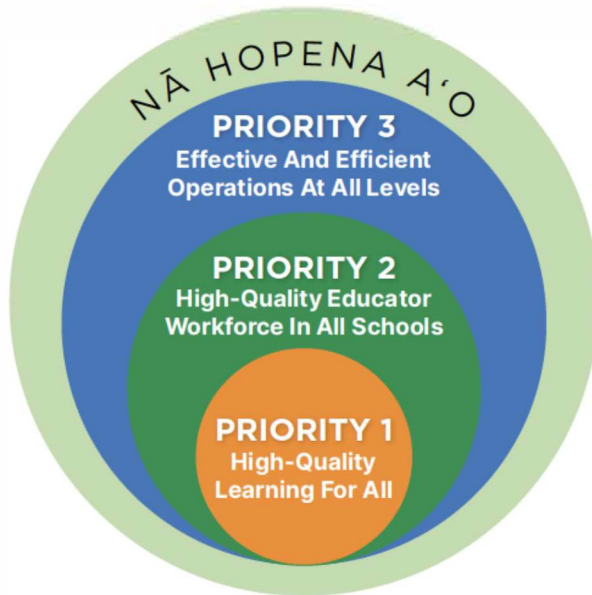 NĀ HOPENA AʻO
PRIORITY 3
Effective And Efficient
Operations At All Levels
PRIORITY 2
High-Quality Educator
Workforce In All Schools
PRIORITY 1
High-Quality
Learning For All